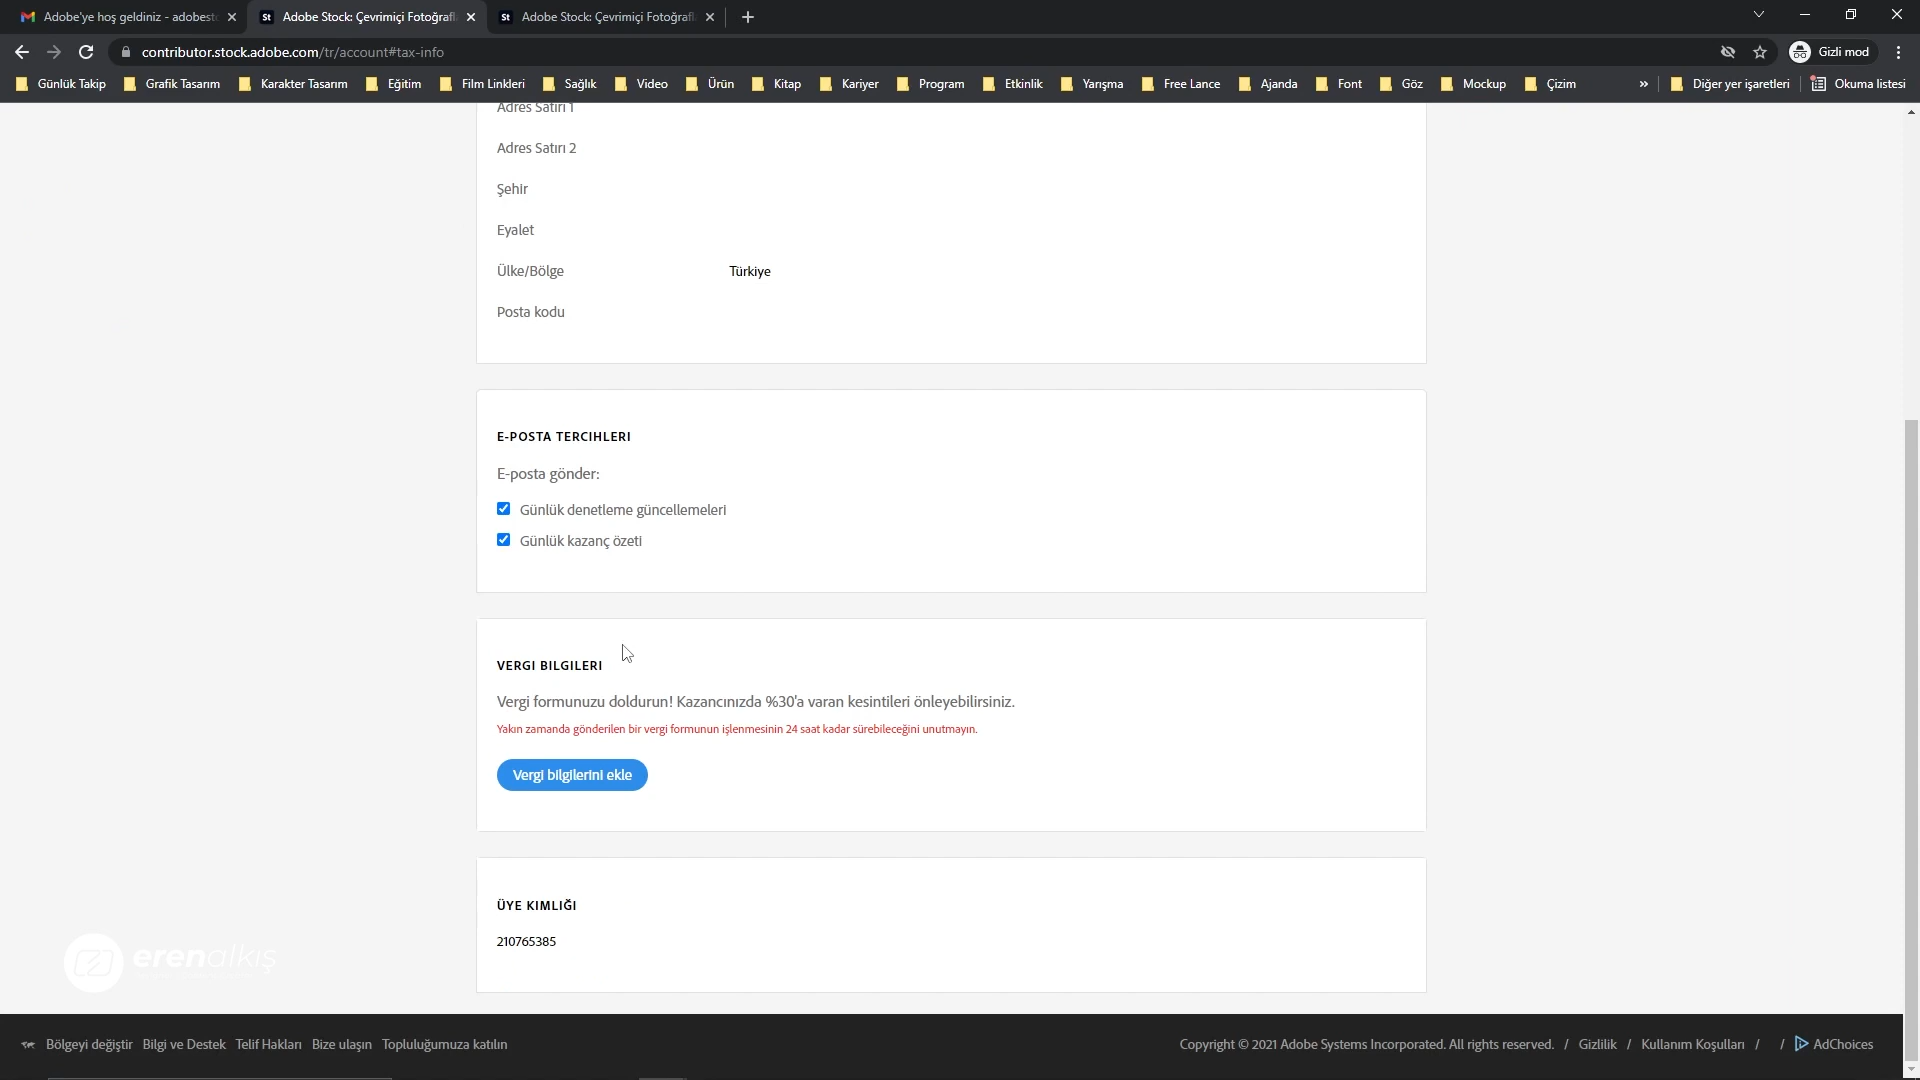 Adobe'ye hoş geldiniz - adobesto
Adobe Stock: Çevrimiçi Fotoğrafla
Adobe Stock: Çevrimiçi Fotoğrafla
contributor.stock.adobe.com/tr/account#tax-info
Gizli mod
Günlük Takip
Grafik Tasarım
Karakter Tasarım
Eğitim
Film Linkleri
Sağlık
Video
Ürün
Kitap
Kariyer
Program
Etkinlik
Yarışma
Free Lance
Ajanda
Font
Göz
Mockup
Çizim
»
Diğer yer işaretleri
Okuma listesi
Adres Satırı 1
Adres Satırı 2
Şehir
Eyalet
Ülke/Bölge Türkiye
Posta kodu
E-POSTA TERCIHLERI
E-posta gönder:
Günlük denetleme güncellemeleri
Günlük kazanç özeti
VERGI BILGILERI
Vergi formunuzu doldurun! Kazancınızda %30'a varan kesintileri önleyebilirsiniz.
Yakın zamanda gönderilen bir vergi formunun işlenmesinin 24 saat kadar sürebileceğini unutmayın.
Vergi bilgilerini ekle
ÜYE KIMLIĞI
210765385
erenalkış
Bölgeyi değiştir Bilgi ve Destek Telif Hakları Bize ulaşın Topluluğumuza katılın
Copyright © 2021 Adobe Systems Incorporated. All rights reserved. / Gizlilik / Kullanım Koşulları / / AdChoices